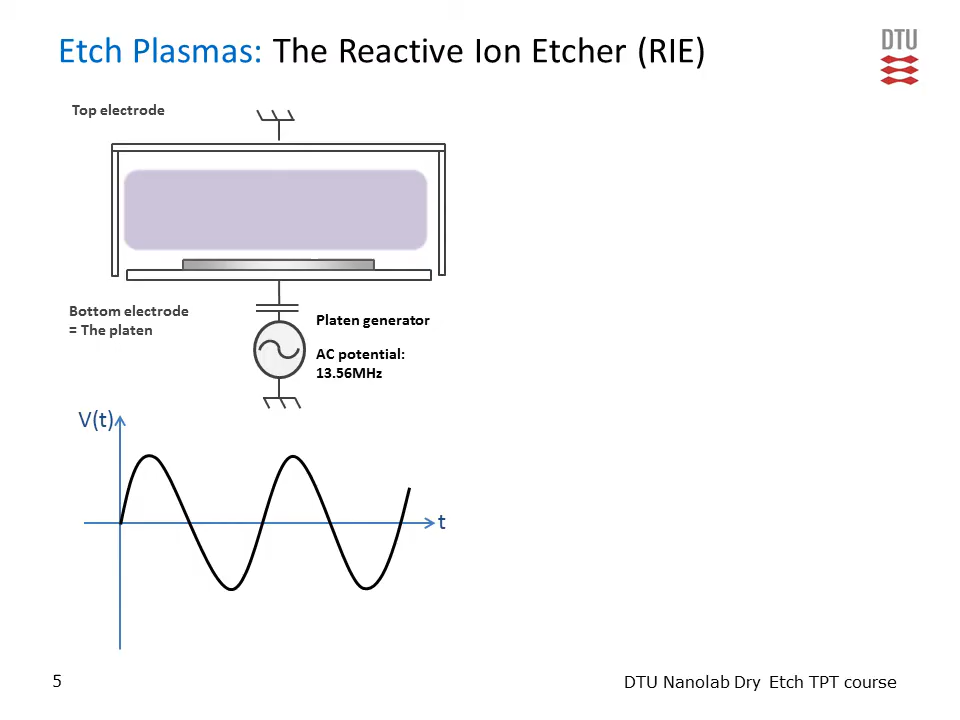 Etch Plasmas: The Reactive Ion Etcher (RIE)
DTU
Top electrode
Bottom electrode
= The platen
Platen generator
AC potential:
13.56MHz
V(t)
t
5
DTU Nanolab Dry Etch TPT course